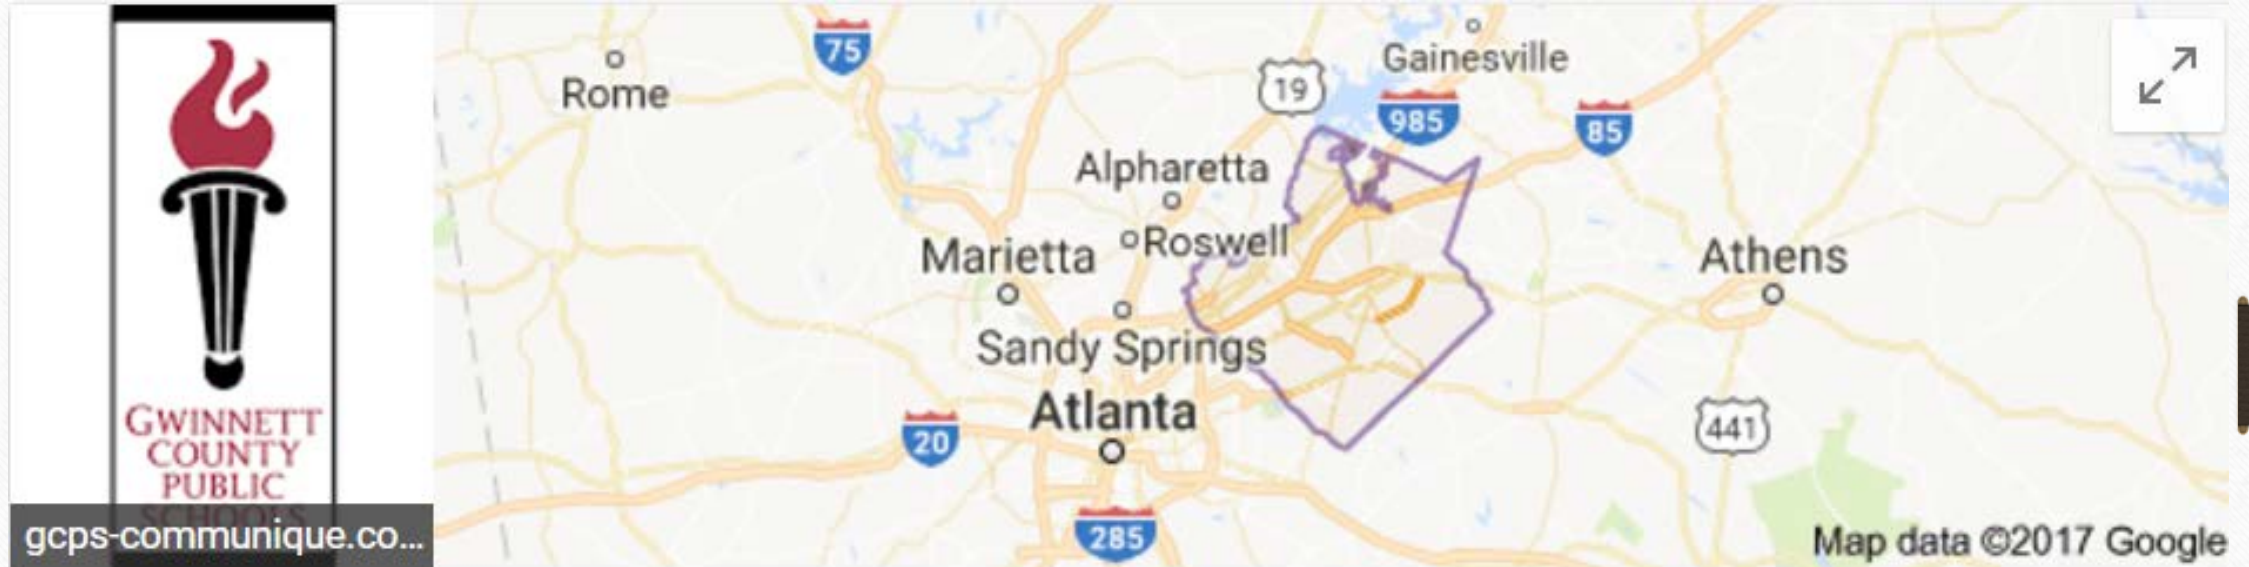 GWINNETT
COUNTY
PUBLIC
SCHOOLS
gcps-communique.co...
Rome
75
19
Gainesville
985
85
Alpharetta
Roswell
Marietta
Athens
Sandy Springs
Atlanta
20
441
285
Map data ©2017 Google